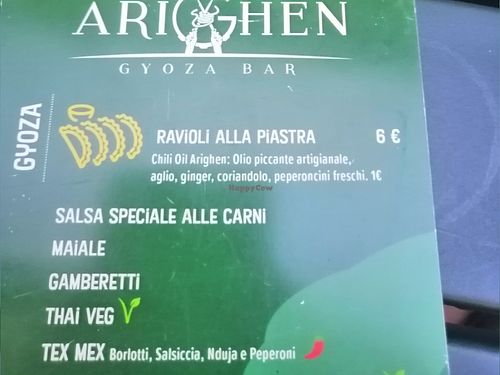 ARIGHEN
GYOZA BAR
GYOZA
RAVIOLI ALLA PIASTRA 6 €
Chili Oil Arighen: Olio piccante artigianale,
aglio, ginger, coriandolo, peperoncini freschi. 1€
HappyCow
SALSA SPECIALE ALLE CARNI
MAIALE
GAMBERETTI
THAI VEG
TEX MEX Borlotti, Salsiccia, Nduja e Peperoni